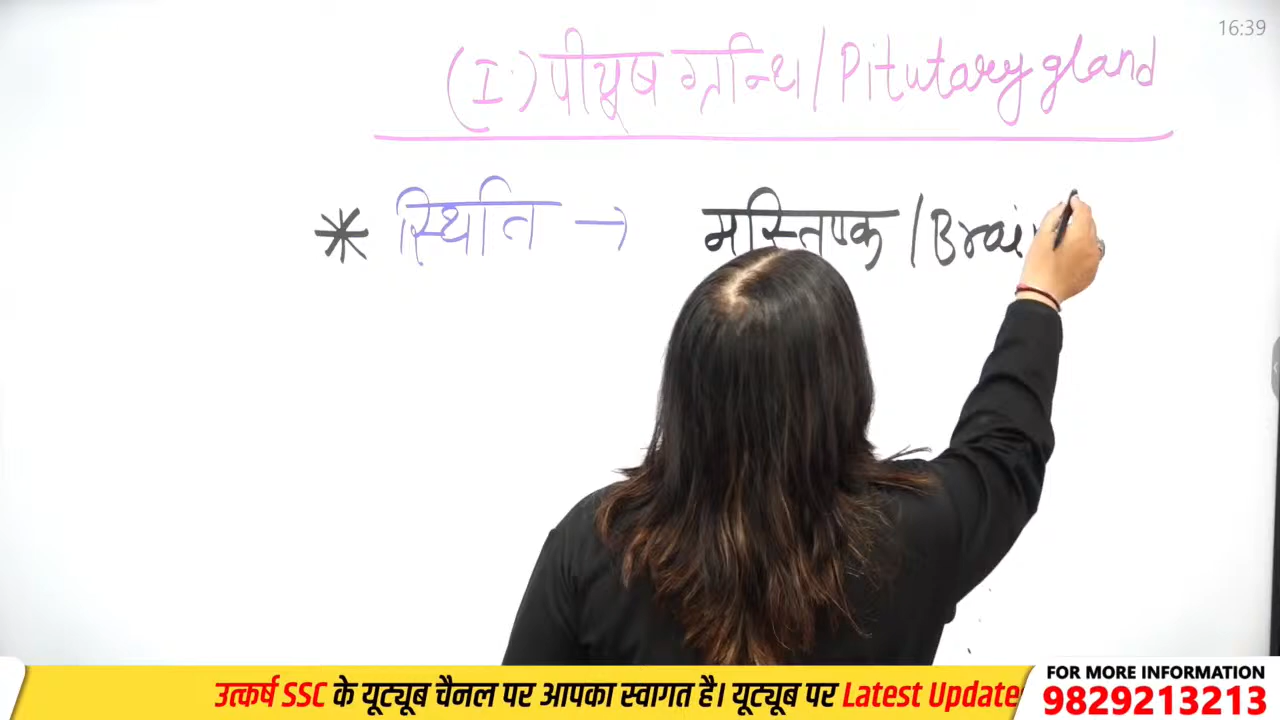 16:39
(I.) पीयूष ग्रन्थि / Pitutary gland
* स्थिति → मस्तिष्क / Brain
उत्कर्ष SSC के यूट्यूब चैनल पर आपका स्वागत है। यूट्यूब पर Latest Update
FOR MORE INFORMATION
9829213213